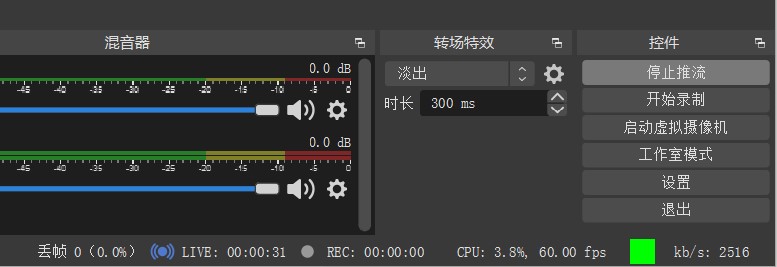 混音器
0.0 dB
-45 -40 -35 -30 -25 -20 -15 -10 -5 0
0.0 dB
-45 -40 -35 -30 -25 -20 -15 -10 -5 0
转场特效
淡出
时长 300 ms
控件
停止推流
开始录制
启动虚拟摄像机
工作室模式
设置
退出
丢帧 0 (0.0%) LIVE: 00:00:31 REC: 00:00:00 CPU: 3.8%, 60.00 fps kb/s: 2516